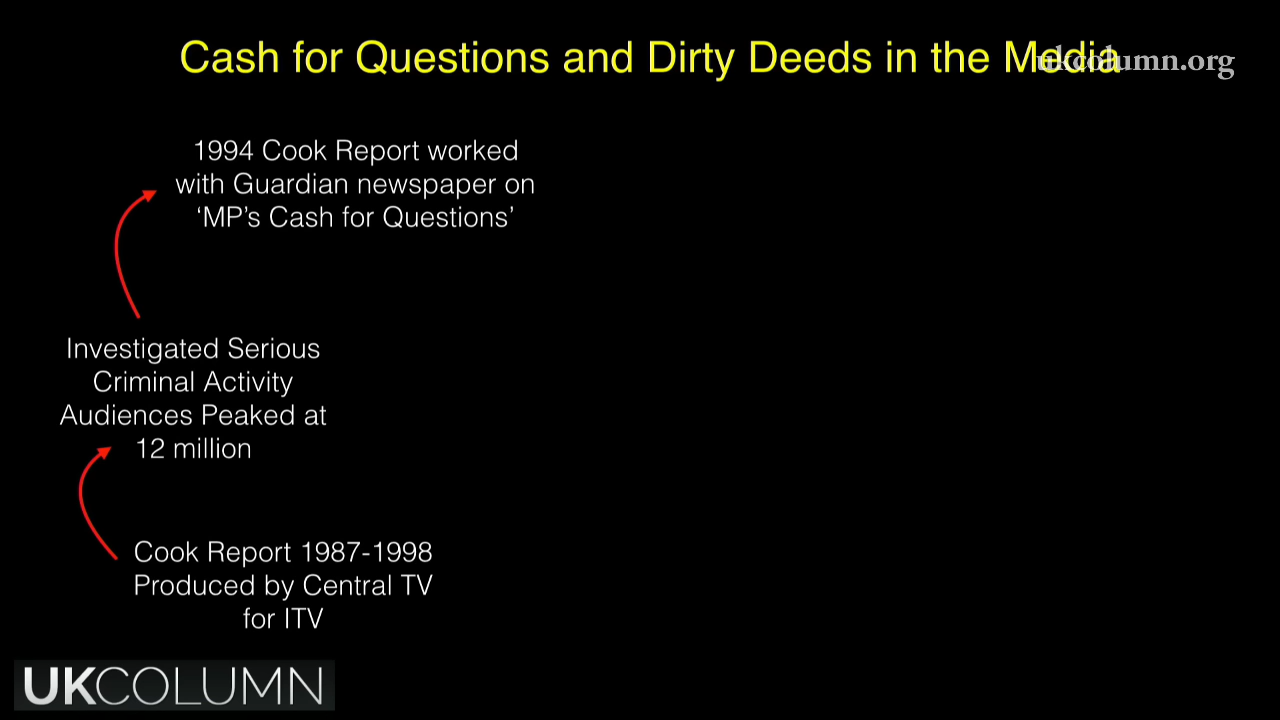 Cash for Questions and Dirty Deeds in the Media
ukcolumn.org
1994 Cook Report worked
with Guardian newspaper on
‘MP’s Cash for Questions’
Investigated Serious
Criminal Activity
Audiences Peaked at
12 million
Cook Report 1987-1998
Produced by Central TV
for ITV
UKCOLUMN